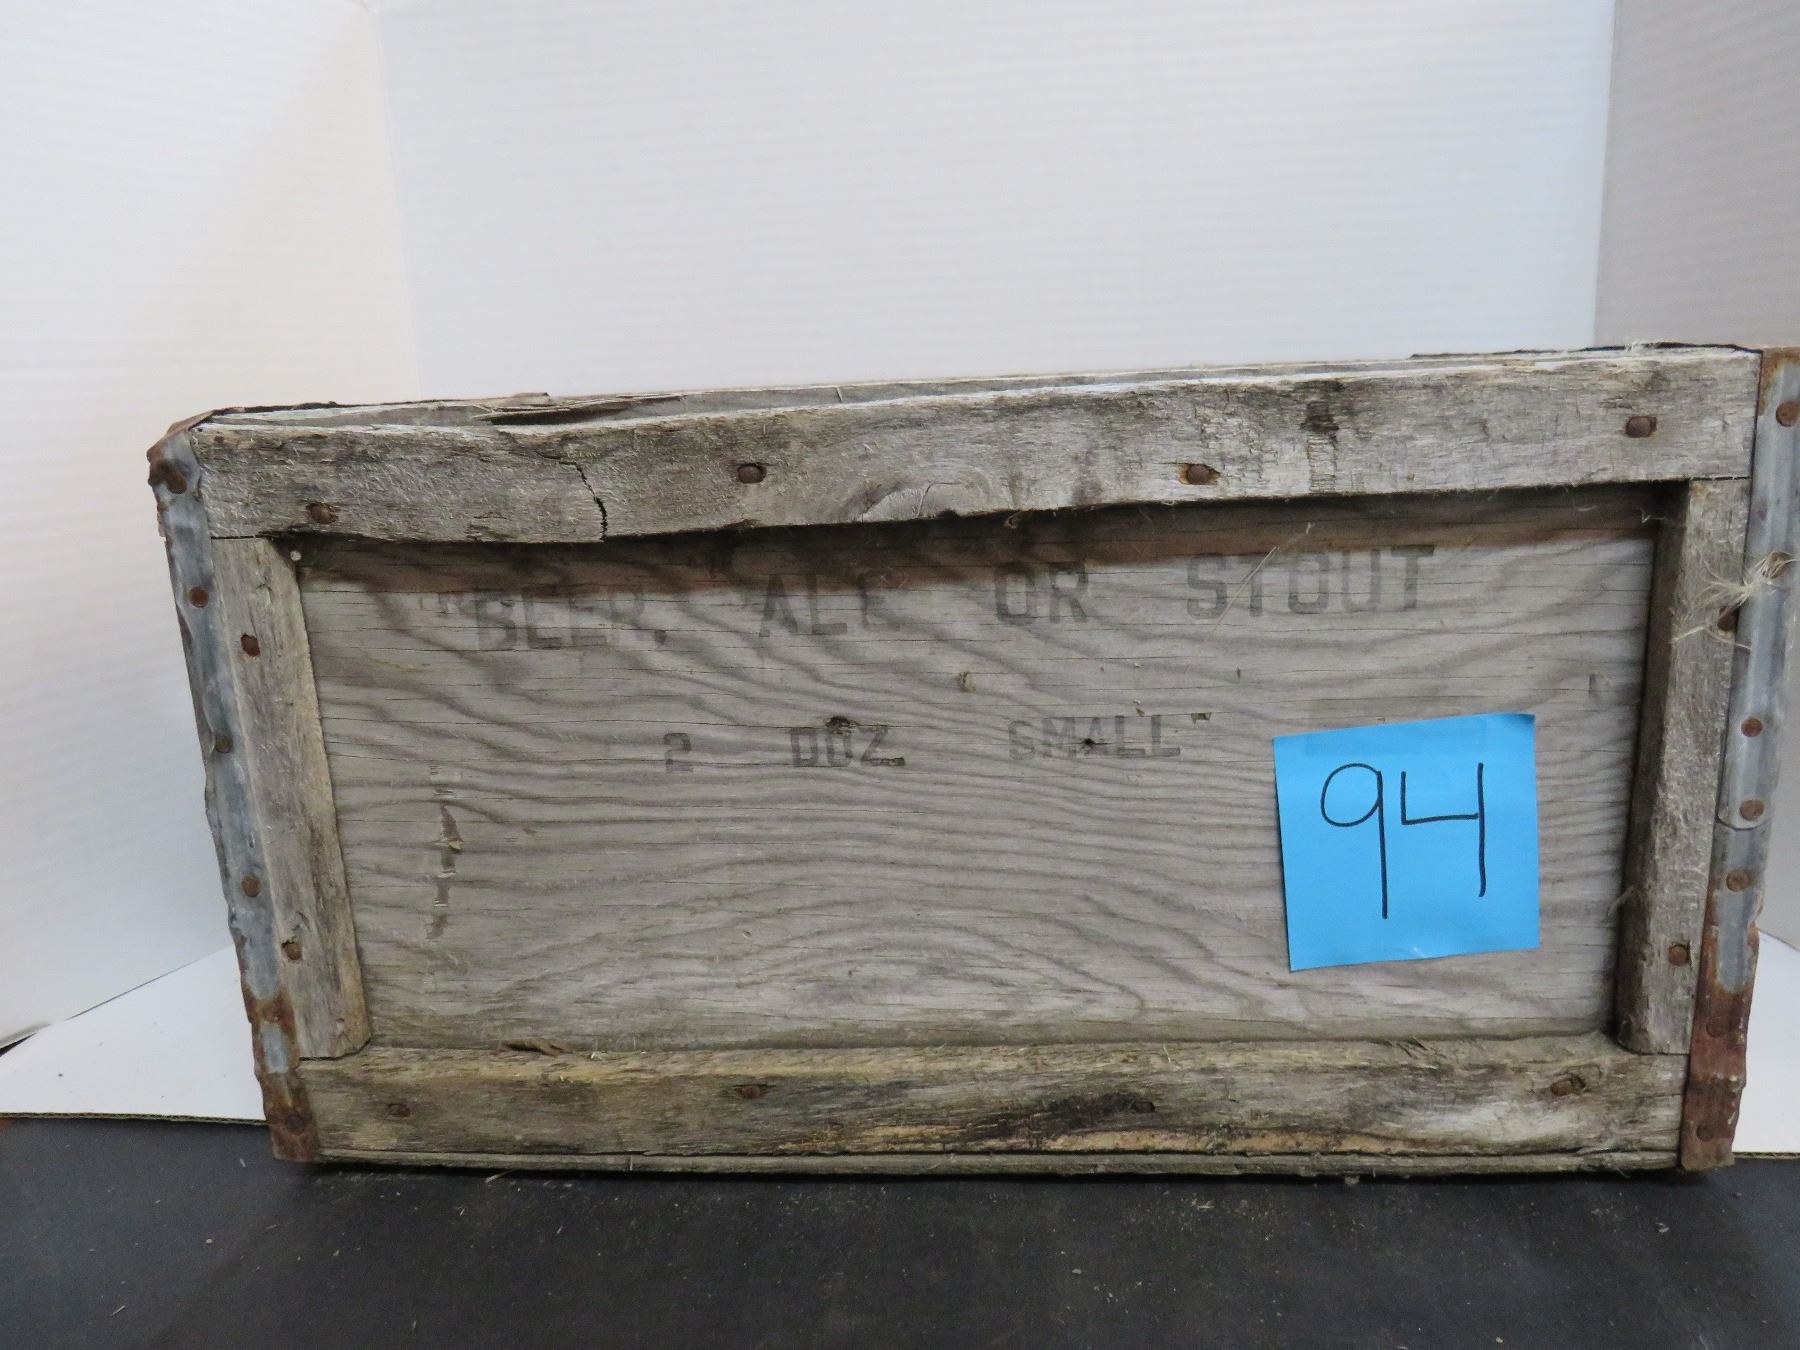 "BEER, ALE OR STOUT
2 DOZ. SMALL"
94